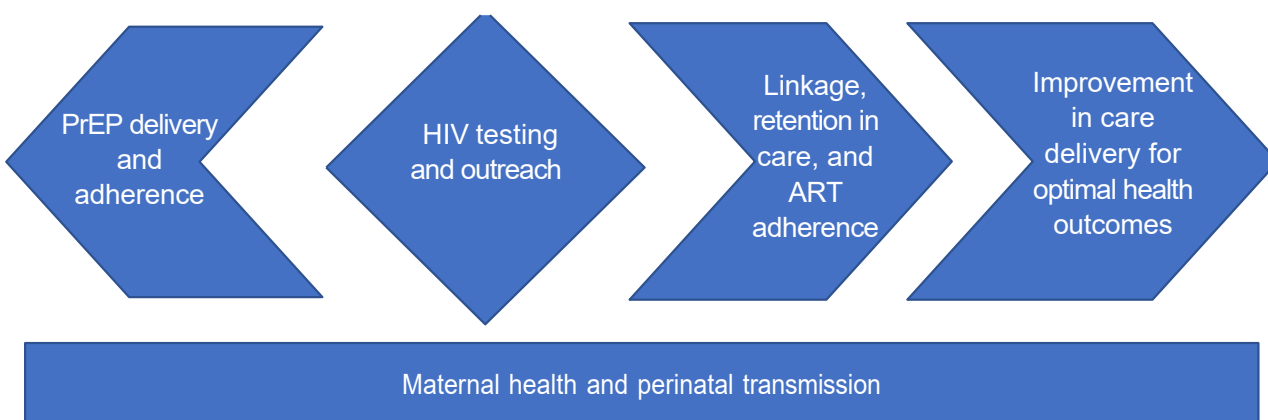 PrEP delivery
and
adherence
HIV testing
and outreach
Linkage,
retention in
care, and
ART
adherence
Improvement
in care
delivery for
optimal health
outcomes
Maternal health and perinatal transmission